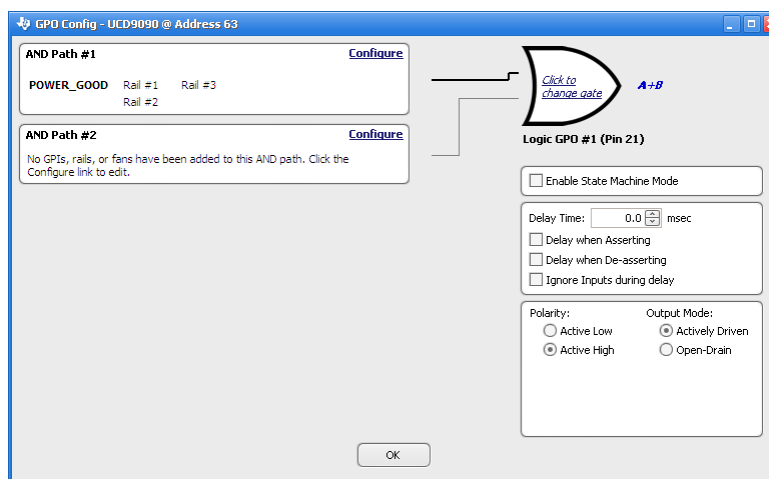 GPO Config - UCD9090 @ Address 63
AND Path #1 Configure
POWER_GOOD Rail #1 Rail #3
Rail #2
AND Path #2 Configure
No GPIs, rails, or fans have been added to this AND path. Click the
Configure link to edit.
Click to
change gate
A+B
Logic GPO #1 (Pin 21)
Enable State Machine Mode
Delay Time: 0.0 msec
Delay when Asserting
Delay when De-asserting
Ignore Inputs during delay
Polarity: Output Mode:
Active Low Actively Driven
Active High Open-Drain
OK